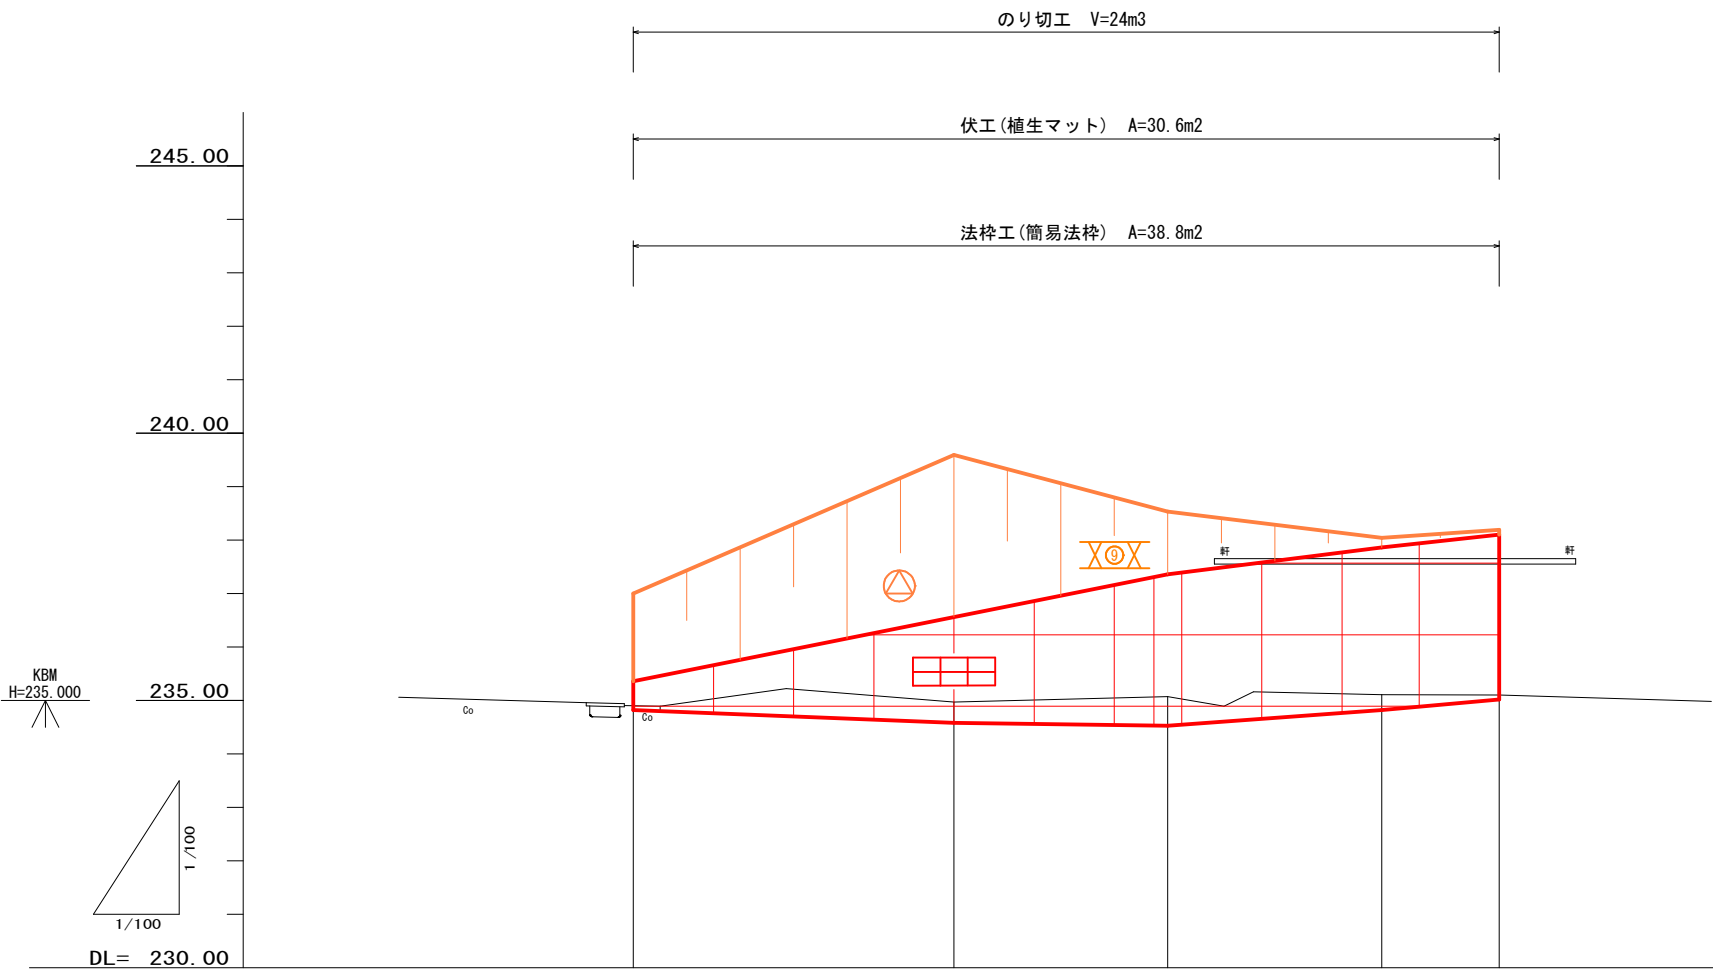 のり切工 V=24m3
伏工(植生マット) A=30.6m2
245.00
法枠工(簡易法枠) A=38.8m2
240.00
9
軒
軒
KBM
H=235.000
235.00
Co
Co
1/100
1/100
DL= 230.00